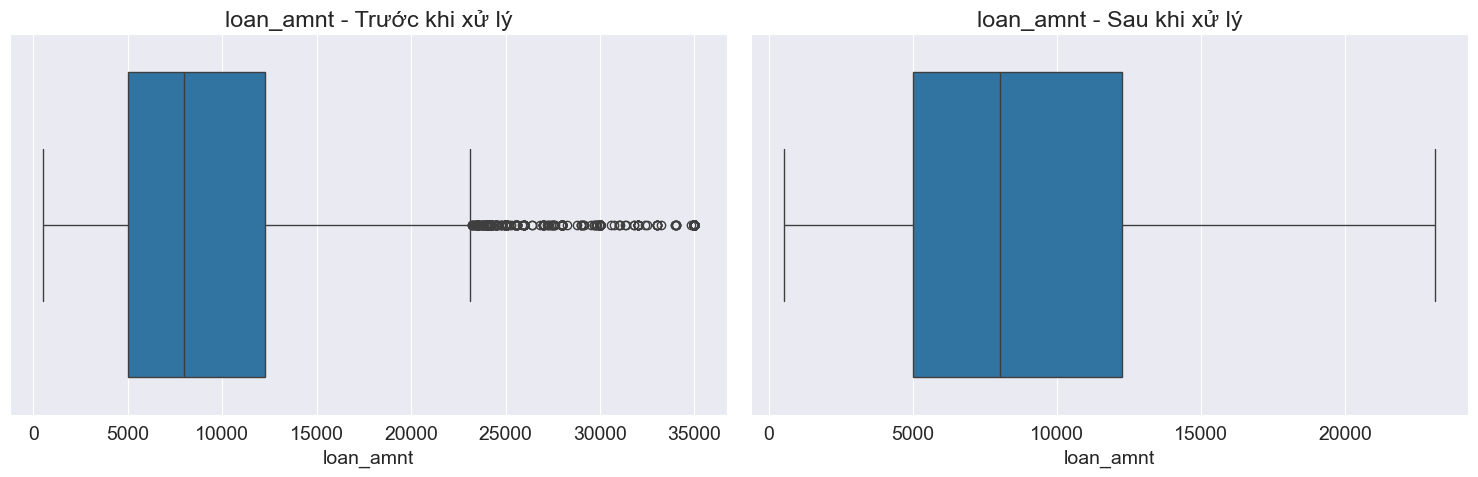 loan_amnt - Trước khi xử lý
0 5000 10000 15000 20000 25000 30000 35000
loan_amnt
loan_amnt - Sau khi xử lý
0 5000 10000 15000 20000
loan_amnt